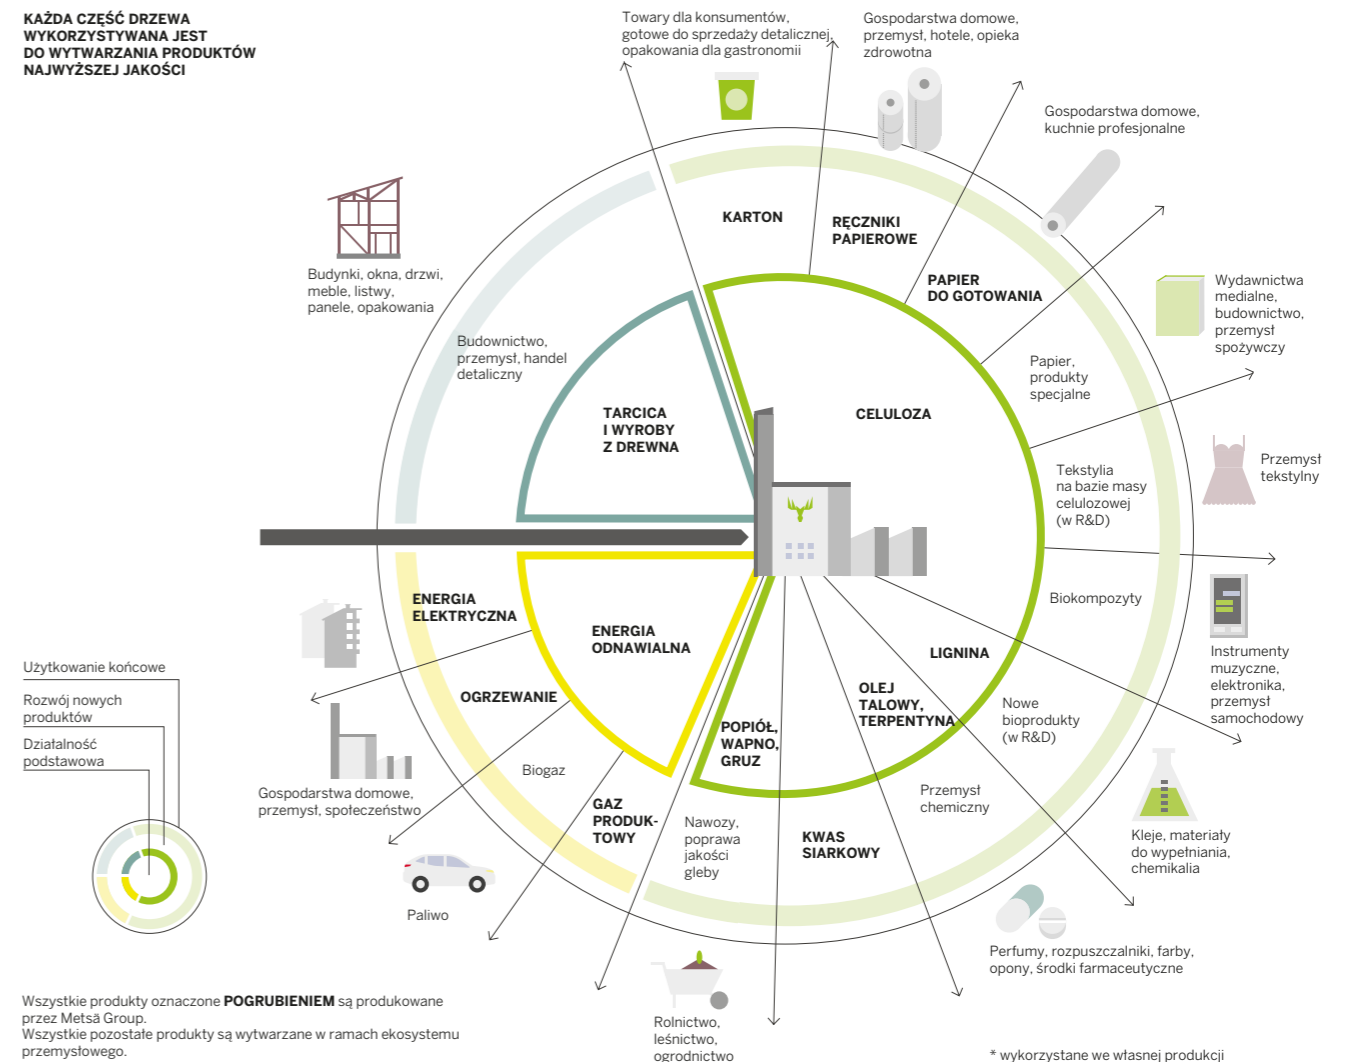 KAŻDA CZĘŚĆ DRZEWA
WYKORZYSTYWANA JEST
DO WYTWARZANIA PRODUKTÓW
NAJWYŻSZEJ JAKOŚCI
Towary dla konsumentów,
gotowe do sprzedaży detalicznej,
opakowania dla gastronomii
Gospodarstwa domowe,
przemysł, hotele, opieka
zdrowotna
Gospodarstwa domowe,
kuchnie profesjonalne
Wydawnictwa
medialne,
budownictwo,
przemysł
spożywczy
Przemysł
tekstylny
Instrumenty
muzyczne,
elektronika,
przemysł
samochodowy
Kleje, materiały
do wypełniania,
chemikalia
Perfumy, rozpuszczalniki, farby,
opony, środki farmaceutyczne
Rolnictwo,
leśnictwo,
ogrodnictwo
Paliwo
Gospodarstwa domowe,
przemysł, społeczeństwo
Budynki, okna, drzwi,
meble, listwy,
panele, opakowania
Budownictwo,
przemysł, handel
detaliczny
KARTON
RĘCZNIKI
PAPIEROWE
PAPIER
DO GOTOWANIA
Papier,
produkty
specjalne
Tekstylia
na bazie masy
celulozowej
(w R&D)
Biokompozyty
Nowe
bioprodukty
(w R&D)
Przemysł
chemiczny
KWAS
SIARKOWY
Nawozy,
poprawa
jakości
gleby
GAZ
PRODUK-
TOWY
Biogaz
OGRZEWANIE
ENERGIA
ELEKTRYCZNA
TARCICA
I WYROBY
Z DREWNA
CELULOZA
ENERGIA
ODNAWIALNA
LIGNINA
OLEJ
TALOWY,
TERPENTYNA
POPIÓŁ,
WAPNO,
GRUZ
Użytkowanie końcowe
Rozwój nowych
produktów
Działalność
podstawowa
Wszystkie produkty oznaczone POGRUBIENIEM są produkowane
przez Metsä Group.
Wszystkie pozostałe produkty są wytwarzane w ramach ekosystemu
przemysłowego.
* wykorzystane we własnej produkcji